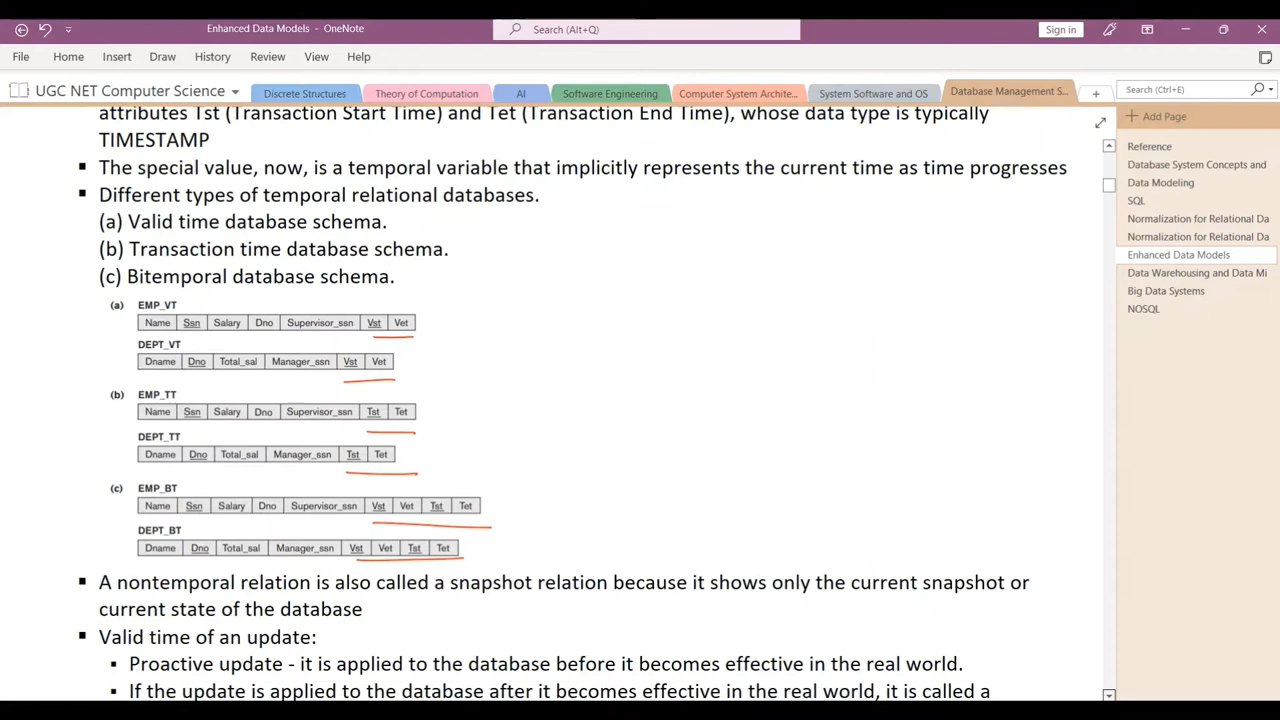 Enhanced Data Models - OneNote
Search (Alt+Q)
Sign in
File Home Insert Draw History Review View Help
UGC NET Computer Science
Discrete Structures Theory of Computation AI Software Engineering Computer System Archite... System Software and OS Database Management S...
Search (Ctrl+E)
Add Page
Reference
Database System Concepts and
Data Modeling
SQL
Normalization for Relational Da
Normalization for Relational Da
Enhanced Data Models
Data Warehousing and Data Mi
Big Data Systems
NOSQL
attributes Tst (Transaction Start Time) and Tet (Transaction End Time), whose data type is typically
TIMESTAMP
▪ The special value, now, is a temporal variable that implicitly represents the current time as time progresses
▪ Different types of temporal relational databases.
(a) Valid time database schema.
(b) Transaction time database schema.
(c) Bitemporal database schema.
(a) EMP_VT
Name Ssn Salary Dno Supervisor_ssn Vst Vet
DEPT_VT
Dname Dno Total_sal Manager_ssn Vst Vet
(b) EMP_TT
Name Ssn Salary Dno Supervisor_ssn Tst Tet
DEPT_TT
Dname Dno Total_sal Manager_ssn Tst Tet
(c) EMP_BT
Name Ssn Salary Dno Supervisor_ssn Vst Vet Tst Tet
DEPT_BT
Dname Dno Total_sal Manager_ssn Vst Vet Tst Tet
▪ A nontemporal relation is also called a snapshot relation because it shows only the current snapshot or
current state of the database
▪ Valid time of an update:
▪ Proactive update - it is applied to the database before it becomes effective in the real world.
▪ If the update is applied to the database after it becomes effective in the real world, it is called a